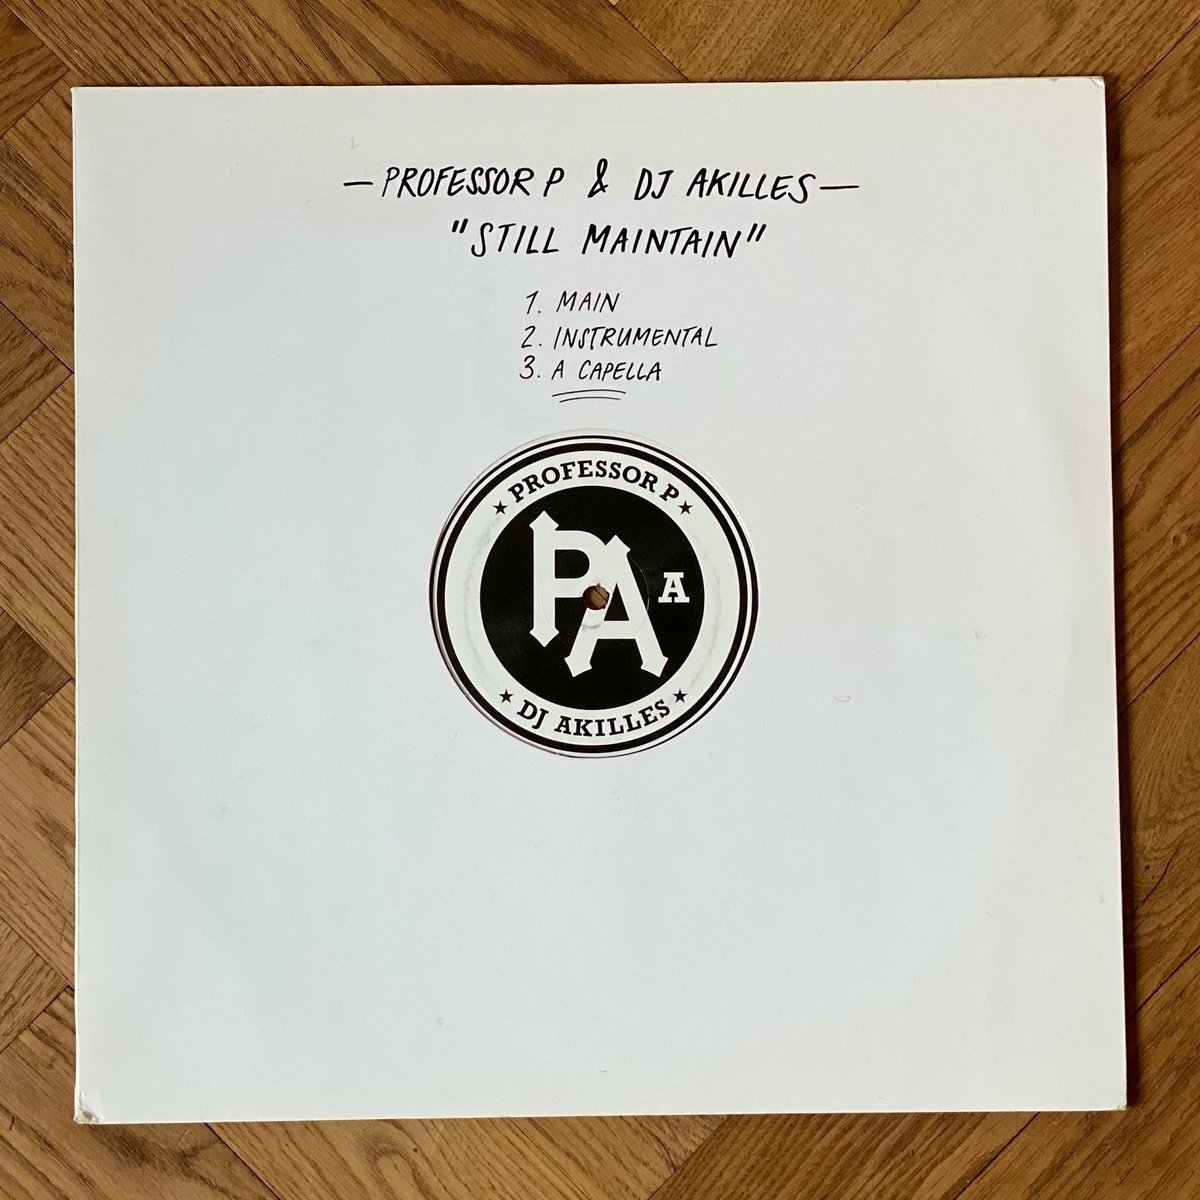 — PROFESSOR P & DJ AKILLES —
"STILL MAINTAIN"
1. MAIN
2. INSTRUMENTAL
3. A CAPELLA
★ PROFESSOR P ★
PA
A
★ DJ AKILLES ★